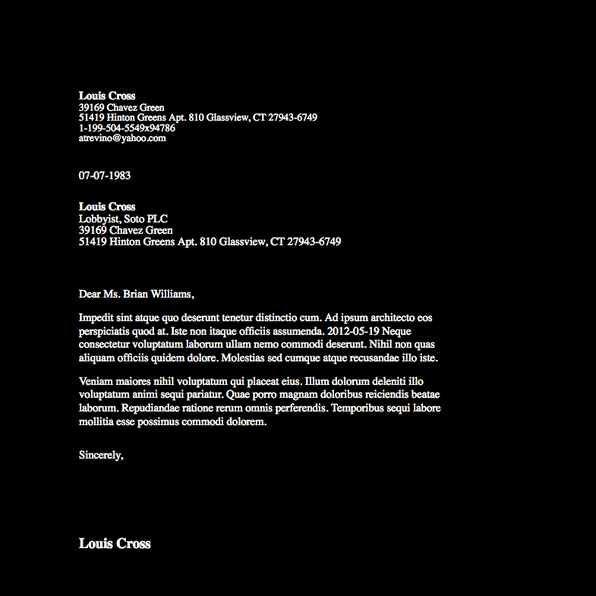 Louis Cross
39169 Chavez Green
51419 Hinton Greens Apt. 810 Glassview, CT 27943-6749
1-199-504-5549x94786
atrevino@yahoo.com
07-07-1983
Louis Cross
Lobbyist, Soto PLC
39169 Chavez Green
51419 Hinton Greens Apt. 810 Glassview, CT 27943-6749
Dear Ms. Brian Williams,
Impedit sint atque quo deserunt tenetur distinctio cum. Ad ipsum architecto eos
perspiciatis quod at. Iste non itaque officiis assumenda. 2012-05-19 Neque
consectetur voluptatum laborum ullam nemo commodi deserunt. Nihil non quas
aliquam officiis quidem dolore. Molestias sed cumque atque recusandae illo iste.
Veniam maiores nihil voluptatum qui placeat eius. Illum dolorum deleniti illo
voluptatum animi sequi pariatur. Quae porro magnam doloribus reiciendis beatae
laborum. Repudiandae ratione rerum omnis perferendis. Temporibus sequi labore
mollitia esse possimus commodi dolorem.
Sincerely,
Louis Cross